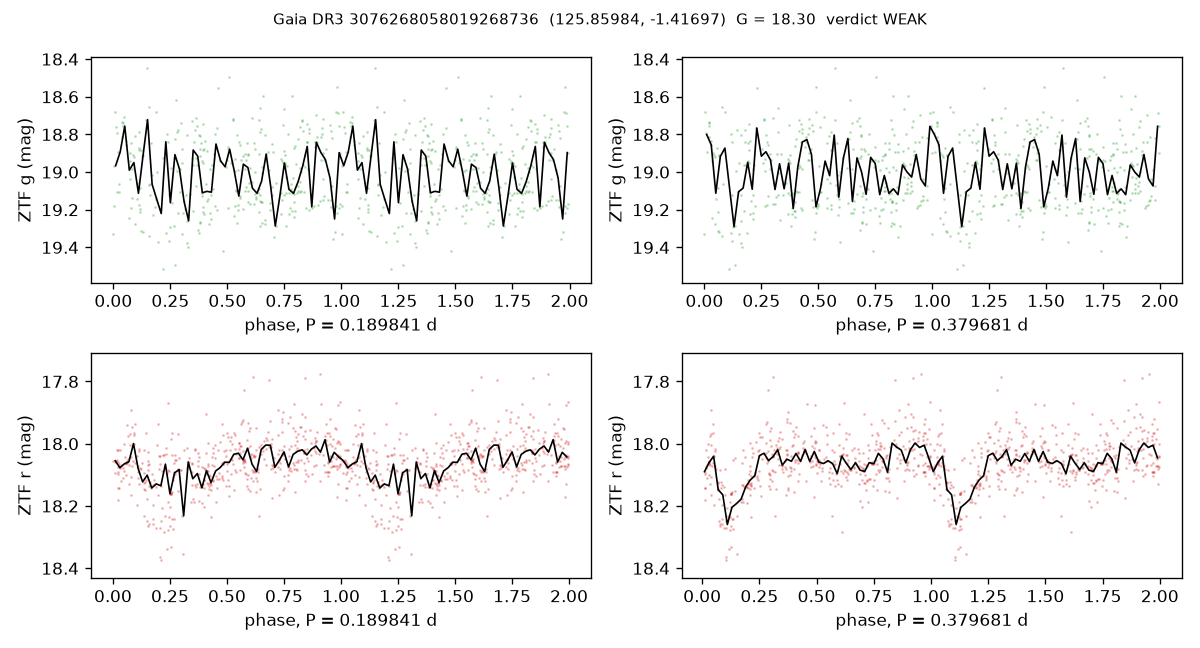 Gaia DR3 3076268058019268736  (125.85984, -1.41697)  G = 18.30  verdict WEAK
ZTF g (mag)
18.4
18.6
18.8
19.0
19.2
19.4
0.00 0.25 0.50 0.75 1.00 1.25 1.50 1.75 2.00
phase, P = 0.189841 d
ZTF g (mag)
18.4
18.6
18.8
19.0
19.2
19.4
0.00 0.25 0.50 0.75 1.00 1.25 1.50 1.75 2.00
phase, P = 0.379681 d
ZTF r (mag)
17.8
18.0
18.2
18.4
0.00 0.25 0.50 0.75 1.00 1.25 1.50 1.75 2.00
phase, P = 0.189841 d
ZTF r (mag)
17.8
18.0
18.2
18.4
0.00 0.25 0.50 0.75 1.00 1.25 1.50 1.75 2.00
phase, P = 0.379681 d